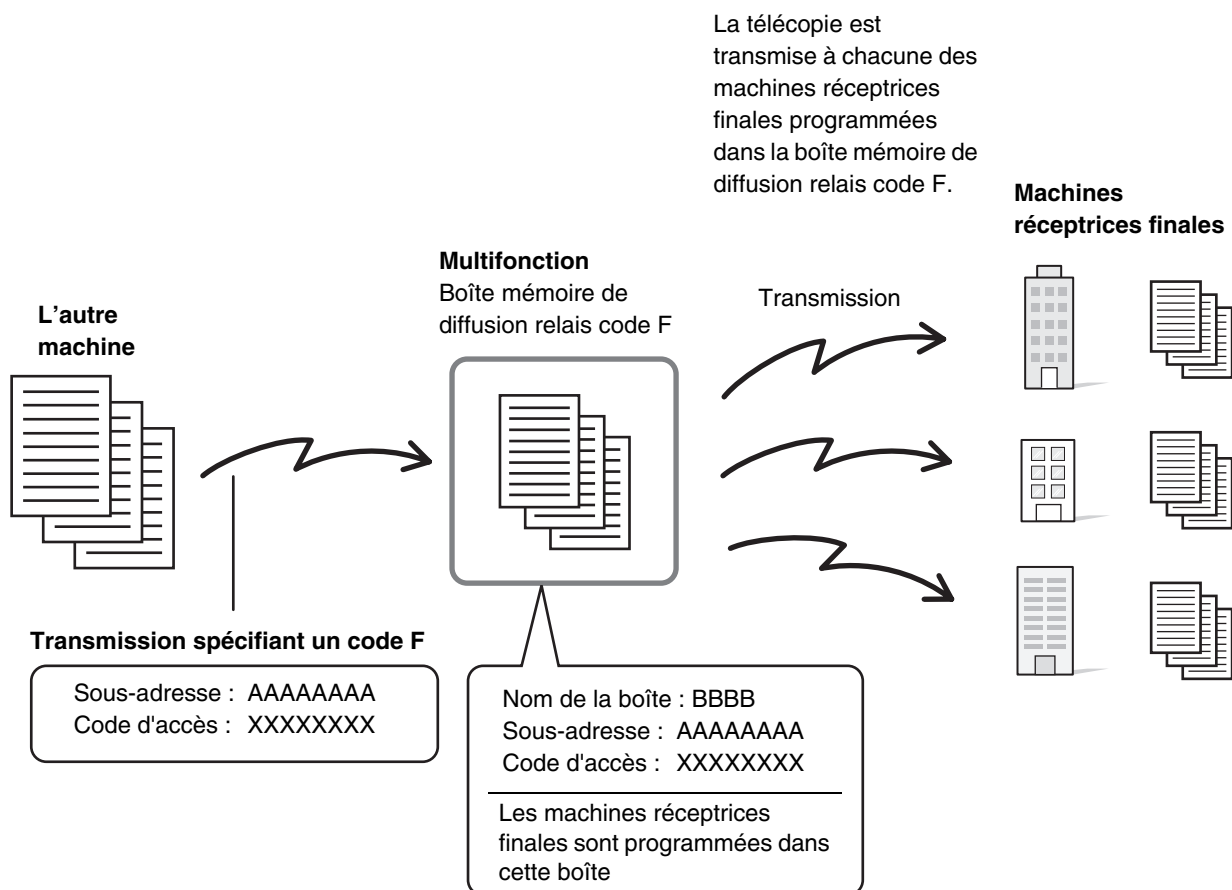 La télécopie est
transmise à chacune des
machines réceptrices
finales programmées
dans la boîte mémoire de
diffusion relais code F.
Machines
réceptrices finales
Multifonction
Boîte mémoire de
diffusion relais code F
Transmission
L'autre
machine
Transmission spécifiant un code F
Sous-adresse : AAAAAAAA
Code d'accès : XXXXXXXX
Nom de la boîte : BBBB
Sous-adresse : AAAAAAAA
Code d'accès : XXXXXXXX
Les machines réceptrices
finales sont programmées dans
cette boîte